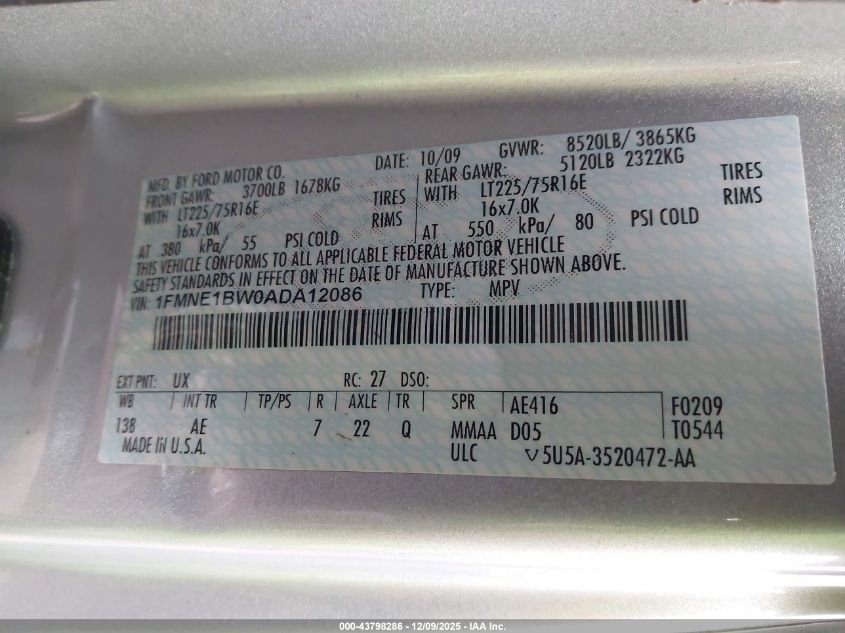 MFD. BY FORD MOTOR CO. DATE: 10/09 GVWR: 8520LB/ 3865KG
FRONT GAWR: 3700LB 1678KG REAR GAWR: 5120LB 2322KG
WITH LT225/75R16E TIRES WITH LT225/75R16E TIRES
16x7.0K RIMS 16x7.0K RIMS
AT 380 kPa/ 55 PSI COLD AT 550 kPa/ 80 PSI COLD
THIS VEHICLE CONFORMS TO ALL APPLICABLE FEDERAL MOTOR VEHICLE
SAFETY STANDARDS IN EFFECT ON THE DATE OF MANUFACTURE SHOWN ABOVE.
VIN: 1FMNE1BW0ADA12086 TYPE: MPV
EXT PNT: UX RC: 27 DSO:
WB INT TR TP/PS R AXLE TR SPR AE416 F0209
138 AE 7 22 Q MMAA D05 T0544
MADE IN U.S.A. ULC V5U5A-3520472-AA
000-43798286 - 12/09/2025 - IAA Inc.